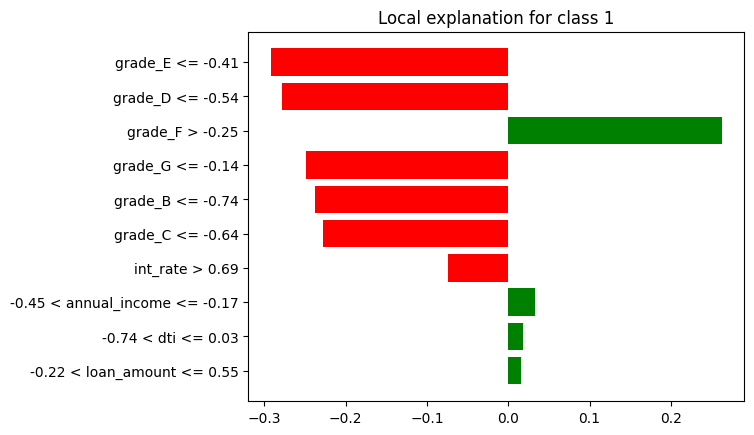 Local explanation for class 1
grade_E <= -0.41
grade_D <= -0.54
grade_F > -0.25
grade_G <= -0.14
grade_B <= -0.74
grade_C <= -0.64
int_rate > 0.69
-0.45 < annual_income <= -0.17
-0.74 < dti <= 0.03
-0.22 < loan_amount <= 0.55
−0.3 −0.2 −0.1 0.0 0.1 0.2